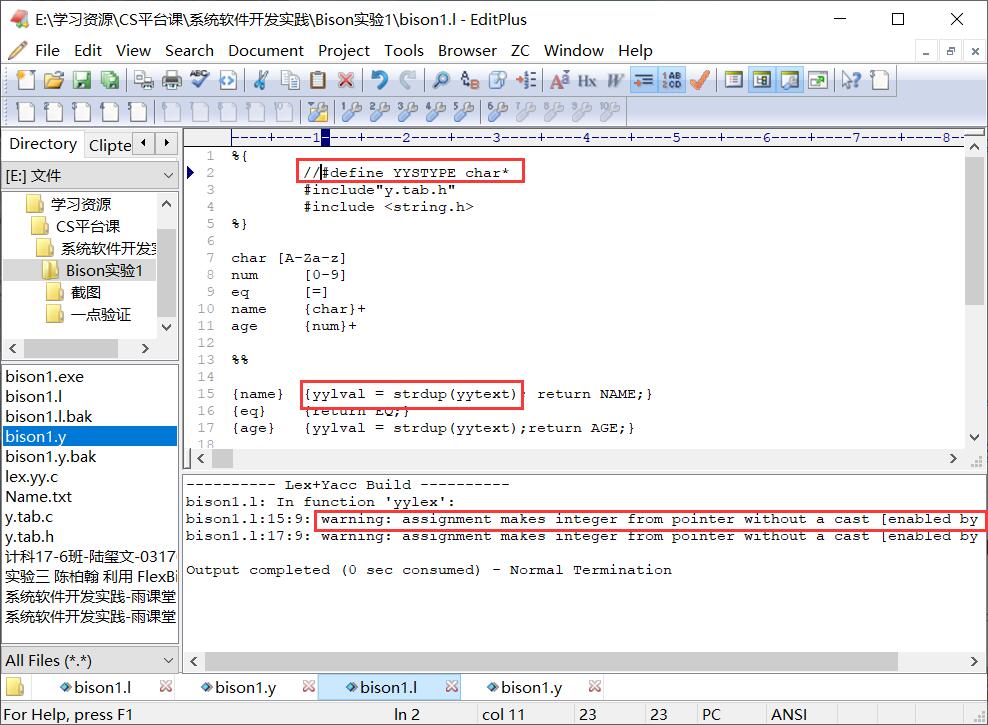 E:\学习资源\CS平台课\系统软件开发实践\Bison实验1\bison1.l - EditPlus
File Edit View Search Document Project Tools Browser ZC Window Help
Directory Clipte
[E:] 文件
学习资源
CS平台课
系统软件开发实
Bison实验1
截图
一点验证
bison1.exe
bison1.l
bison1.l.bak
bison1.y
bison1.y.bak
lex.yy.c
Name.txt
y.tab.c
y.tab.h
计科17-6班-陆玺文-0317
实验三 陈柏翰 利用 FlexBi
系统软件开发实践-雨课堂
系统软件开发实践-雨课堂
All Files (*.*)
----+----1----+----2----+----3----+----4----+----5----+----6----+----7----+----8--
1 %{
2 //#define YYSTYPE char*
3 #include"y.tab.h"
4 #include <string.h>
5 %}
6
7 char [A-Za-z]
8 num [0-9]
9 eq [=]
10 name {char}+
11 age {num}+
12
13 %%
14
15 {name} {yylval = strdup(yytext); return NAME;}
16 {eq} {return EQ;}
17 {age} {yylval = strdup(yytext);return AGE;}
18
---------- Lex+Yacc Build ----------
bison1.l: In function 'yylex':
bison1.l:15:9: warning: assignment makes integer from pointer without a cast [enabled by
bison1.l:17:9: warning: assignment makes integer from pointer without a cast [enabled by
Output completed (0 sec consumed) - Normal Termination
bison1.l bison1.y bison1.l bison1.y
For Help, press F1 ln 2 col 11 23 23 PC ANSI